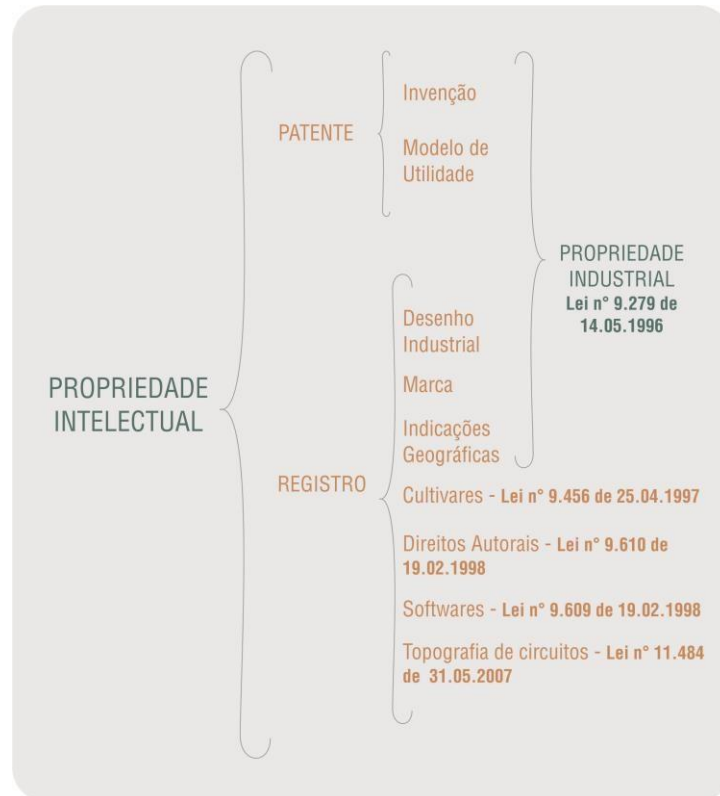 PROPRIEDADE
INTELECTUAL
PATENTE
Invenção
Modelo de
Utilidade
REGISTRO
Desenho
Industrial
Marca
Indicações
Geográficas
Cultivares - Lei n° 9.456 de 25.04.1997
Direitos Autorais - Lei n° 9.610 de
19.02.1998
Softwares - Lei n° 9.609 de 19.02.1998
Topografia de circuitos - Lei n° 11.484
de 31.05.2007
PROPRIEDADE
INDUSTRIAL
Lei n° 9.279 de
14.05.1996